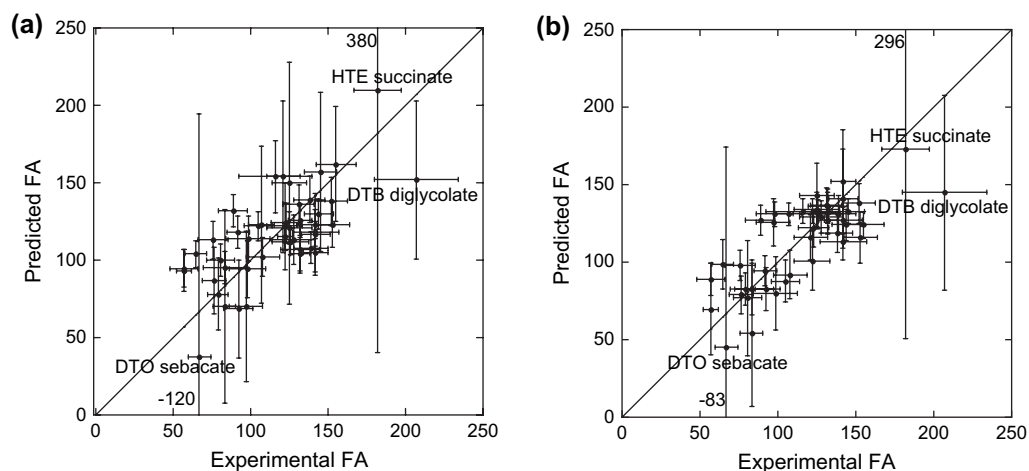 (a)
250
200
150
100
50
0
Predicted FA
380
HTE succinate
DTB diglycolate
DTO sebacate
-120
0 50 100 150 200 250
Experimental FA
(b)
250
200
150
100
50
0
Predicted FA
296
HTE succinate
DTB diglycolate
DTO sebacate
-83
0 50 100 150 200 250
Experimental FA